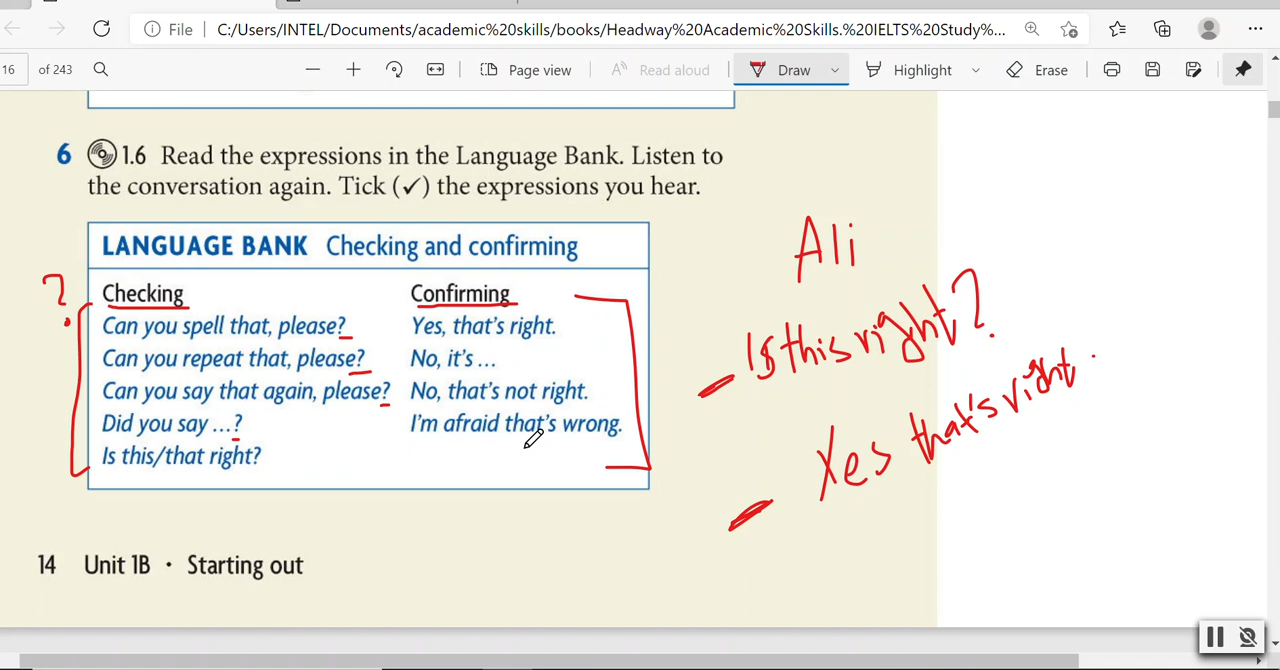 File C:/Users/INTEL/Documents/academic%20skills/books/Headway%20Academic%20Skills.%20IELTS%20Study%...
16 of 243 Page view Read aloud Draw Highlight Erase
6 1.6 Read the expressions in the Language Bank. Listen to
the conversation again. Tick (✓) the expressions you hear.
LANGUAGE BANK Checking and confirming
?
Checking
Can you spell that, please?
Can you repeat that, please?
Can you say that again, please?
Did you say ...?
Is this/that right?
Confirming
Yes, that's right.
No, it's ...
No, that's not right.
I'm afraid that's wrong.
Ali
- Is this right?
- Yes that's right.
14 Unit 1B · Starting out